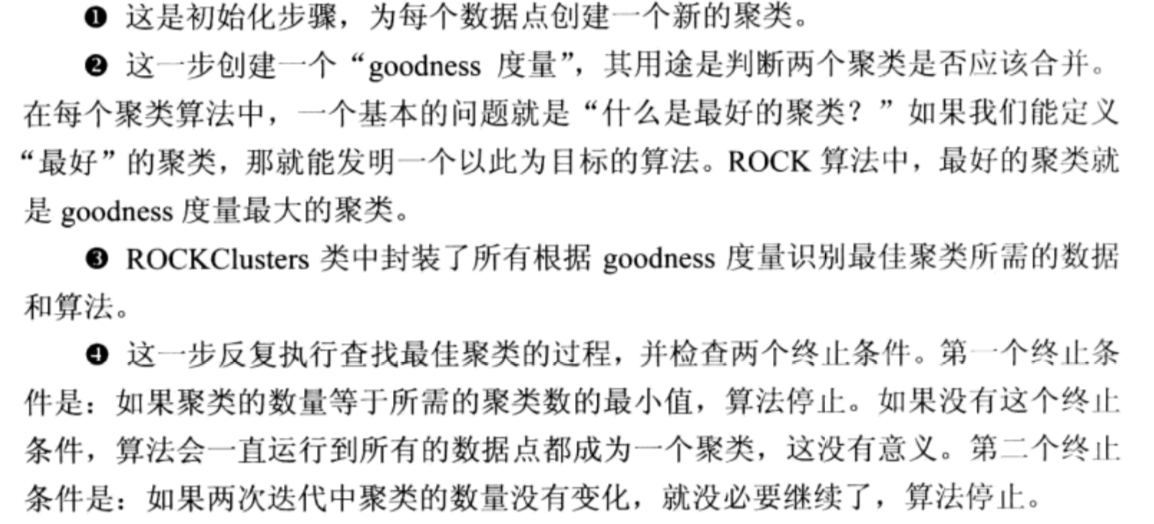 ❶ 这是初始化步骤，为每个数据点创建一个新的聚类。
❷ 这一步创建一个“goodness 度量”，其用途是判断两个聚类是否应该合并。
在每个聚类算法中，一个基本的问题就是“什么是最好的聚类？”如果我们能定义
“最好”的聚类，那就能发明一个以此为目标的算法。ROCK 算法中，最好的聚类就
是 goodness 度量最大的聚类。
❸ ROCKClusters 类中封装了所有根据 goodness 度量识别最佳聚类所需的数据
和算法。
❹ 这一步反复执行查找最佳聚类的过程，并检查两个终止条件。第一个终止条
件是：如果聚类的数量等于所需的聚类数的最小值，算法停止。如果没有这个终止
条件，算法会一直运行到所有的数据点都成为一个聚类，这没有意义。第二个终止
条件是：如果两次迭代中聚类的数量没有变化，就没必要继续了，算法停止。